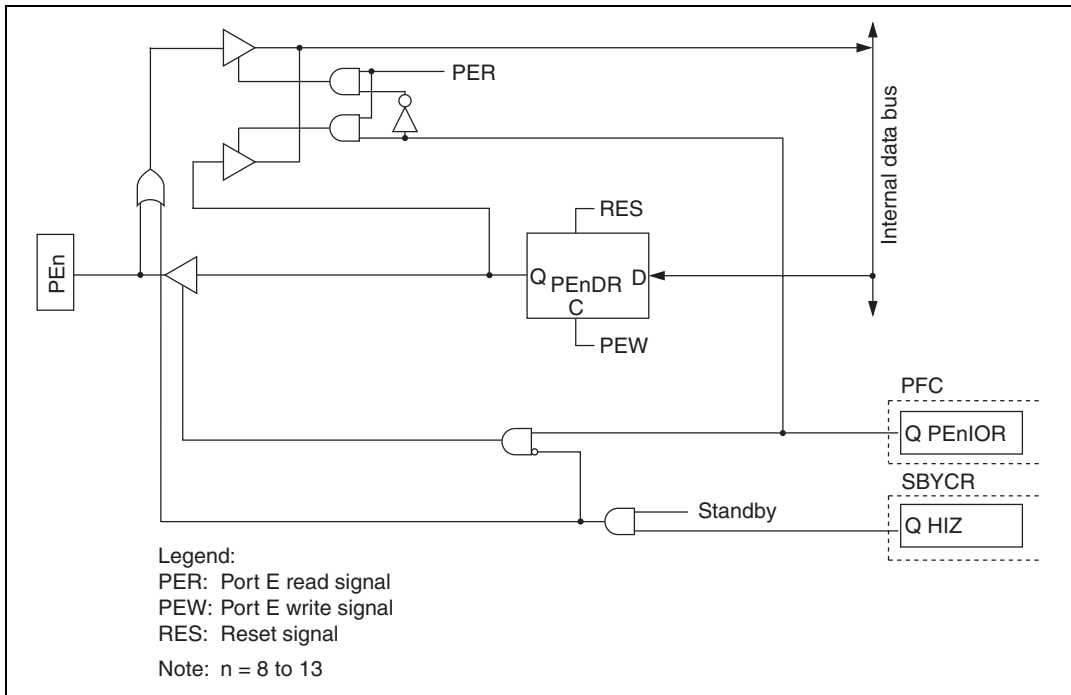 PER
Internal data bus
RES
PEn
Q PEnDR D
C
PEW
PFC
Q PEnIOR
SBYCR
Standby
Q HIZ
Legend:
PER: Port E read signal
PEW: Port E write signal
RES: Reset signal
Note: n = 8 to 13